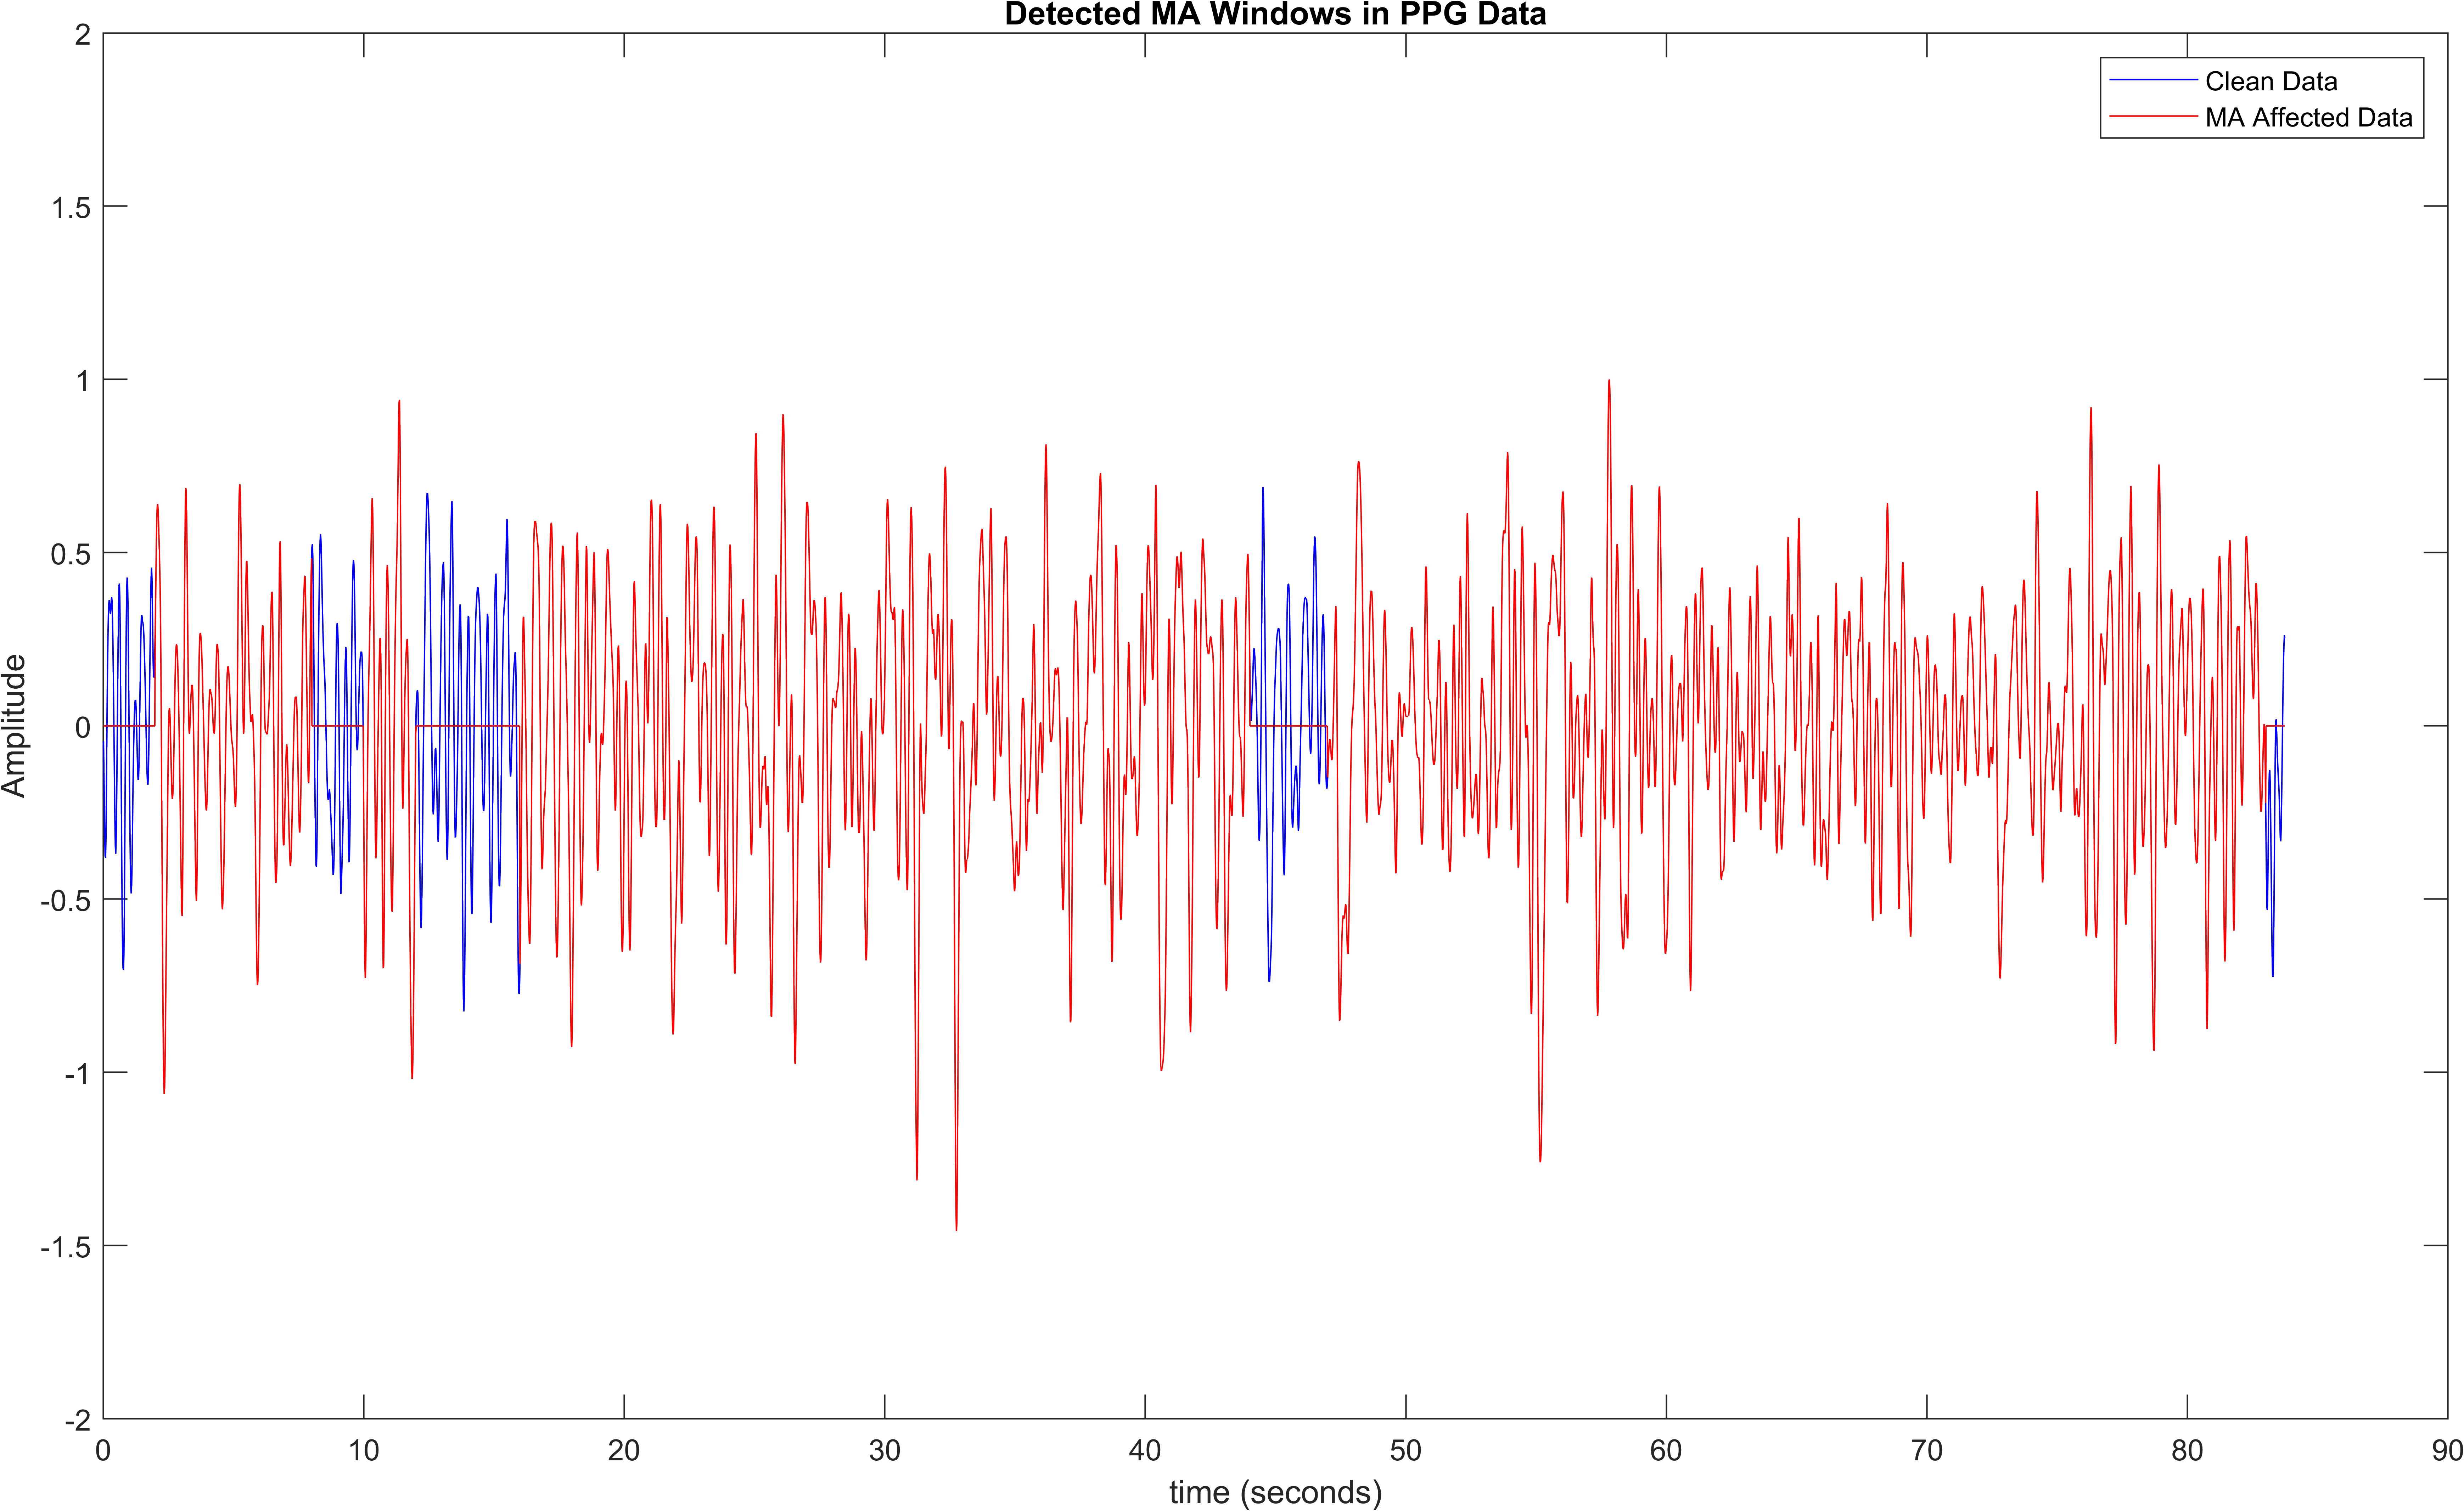 Detected MA Windows in PPG Data
Clean Data
MA Affected Data
2
1.5
1
0.5
0
-0.5
-1
-1.5
-2
Amplitude
0 10 20 30 40 50 60 70 80 90
time (seconds)